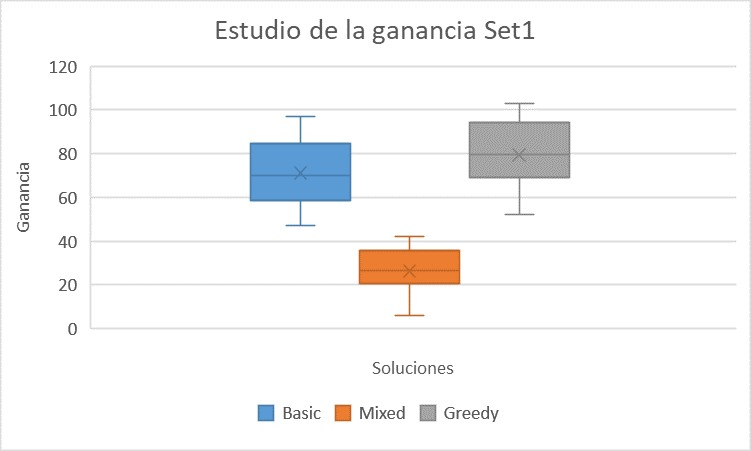 Estudio de la ganancia Set1
120
100
80
60
40
20
0
Ganancia
Soluciones
Basic Mixed Greedy